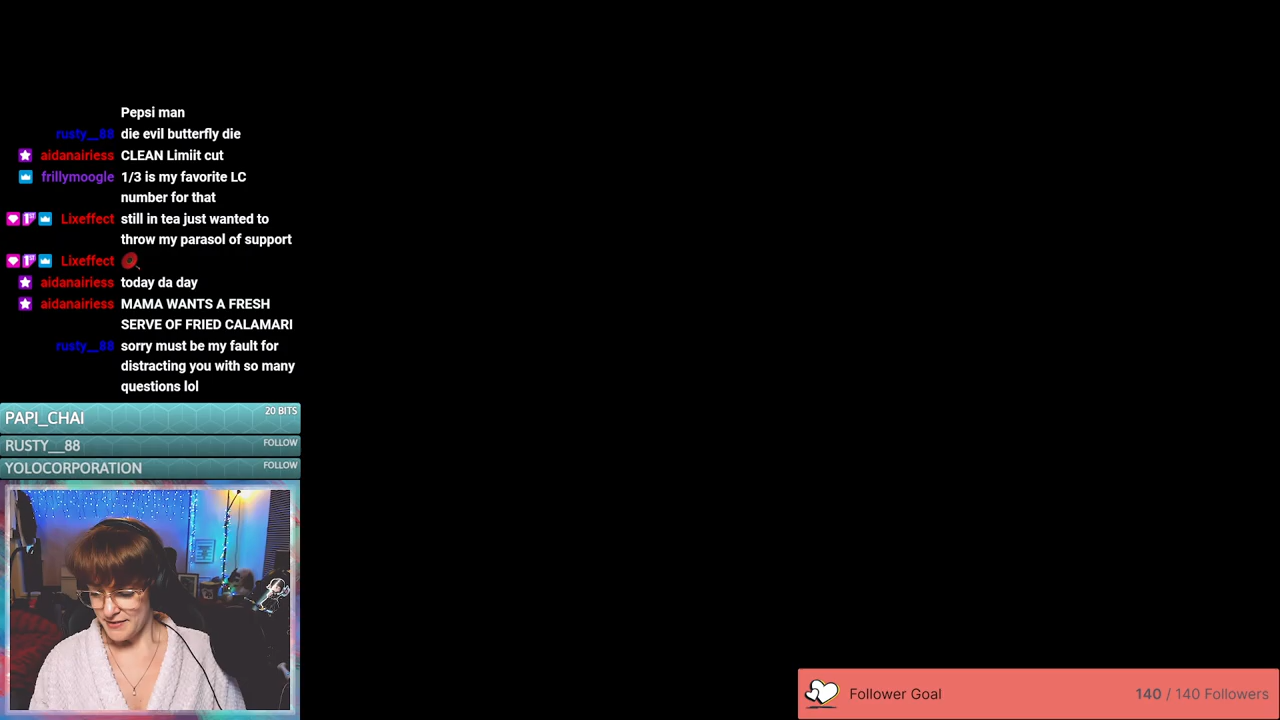 Pepsi man
rusty__88 die evil butterfly die
aidanairiess CLEAN Limiit cut
frillymoogle 1/3 is my favorite LC
number for that
Lixeffect still in tea just wanted to
throw my parasol of support
Lixeffect
aidanairiess today da day
aidanairiess MAMA WANTS A FRESH
SERVE OF FRIED CALAMARI
rusty__88 sorry must be my fault for
distracting you with so many
questions lol
PAPI_CHAI 20 BITS
RUSTY__88 FOLLOW
YOLOCORPORATION FOLLOW
Follower Goal 140 / 140 Followers